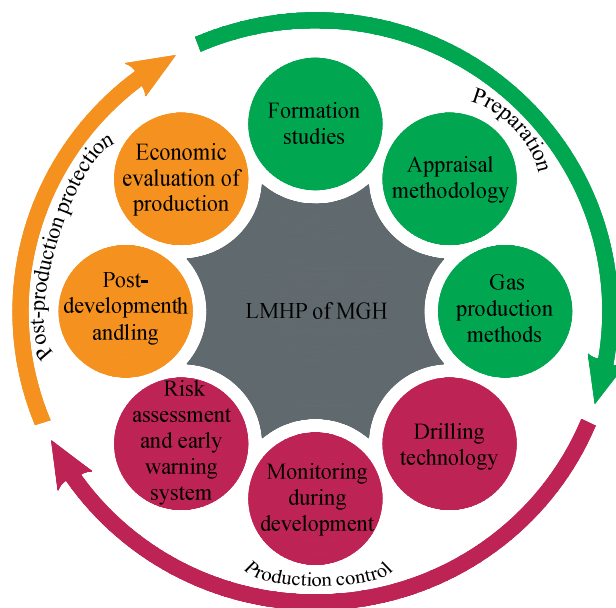 Formation
studies
Preparation
Appraisal
methodology
Gas
production
methods
Drilling
technology
Monitoring
during
development
Production control
Risk
assessment
and early
warning
system
Post-
developmenth
andling
Post-production protection
Economic
evaluation of
production
LMHP of MGH